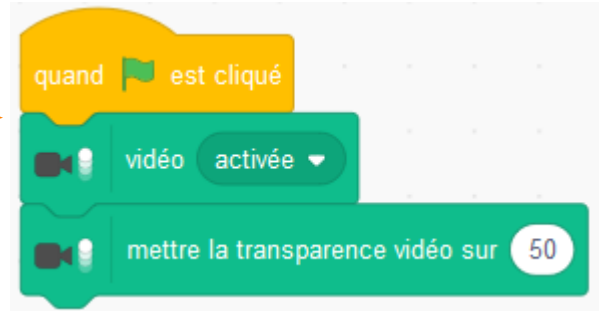 quand est cliqué
vidéo activée
mettre la transparence vidéo sur 50